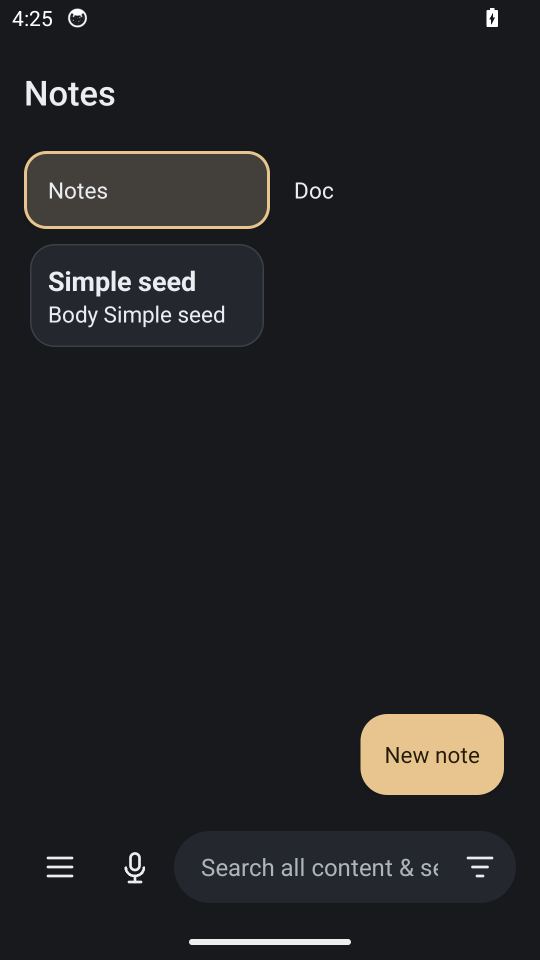 4:25
Notes
Notes
Doc
Simple seed
Body Simple seed
New note
Search all content & se